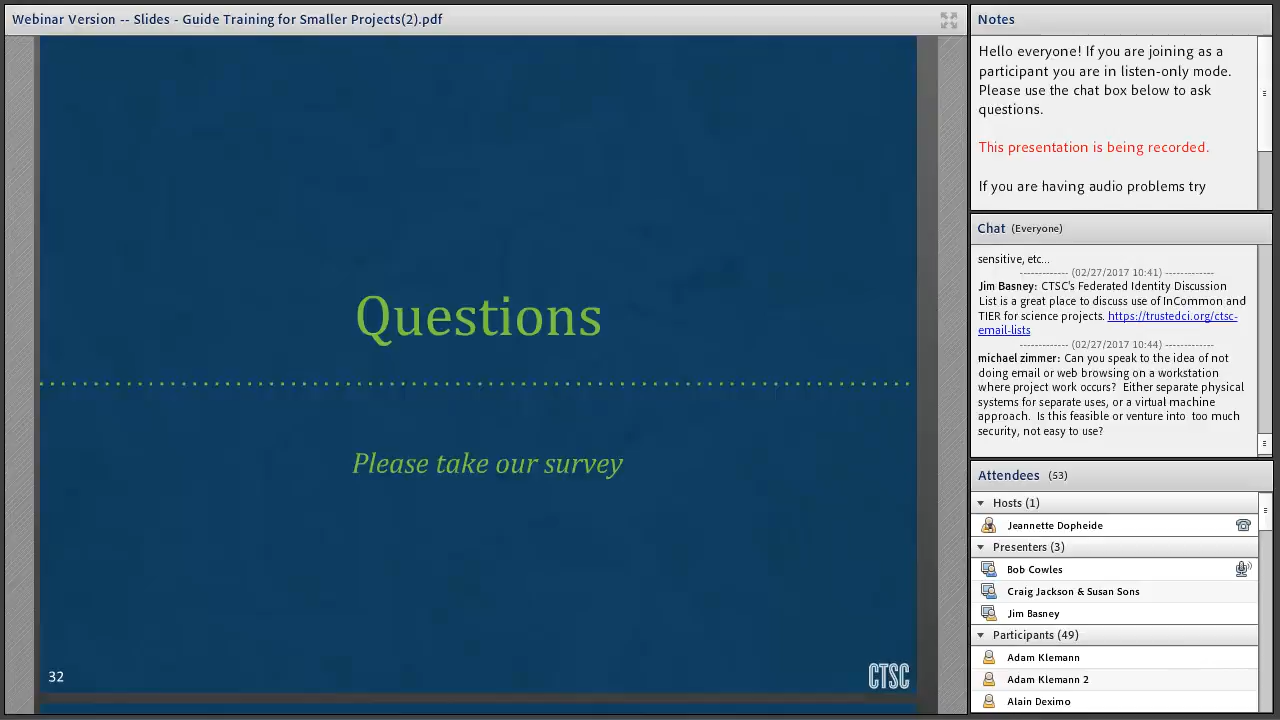 Webinar Version -- Slides - Guide Training for Smaller Projects(2).pdf
Questions
Please take our survey
32
CTSC
Notes
Hello everyone! If you are joining as a
participant you are in listen-only mode.
Please use the chat box below to ask
questions.
This presentation is being recorded.
If you are having audio problems try
Chat (Everyone)
sensitive, etc...
------------ (02/27/2017 10:41) -------------
Jim Basney: CTSC's Federated Identity Discussion
List is a great place to discuss use of InCommon and
TIER for science projects. https://trustedci.org/ctsc-
email-lists
------------ (02/27/2017 10:44) -------------
michael zimmer: Can you speak to the idea of not
doing email or web browsing on a workstation
where project work occurs? Either separate physical
systems for separate uses, or a virtual machine
approach. Is this feasible or venture into too much
security, not easy to use?
Attendees (53)
Hosts (1)
Jeannette Dopheide
Presenters (3)
Bob Cowles
Craig Jackson & Susan Sons
Jim Basney
Participants (49)
Adam Klemann
Adam Klemann 2
Alain Deximo